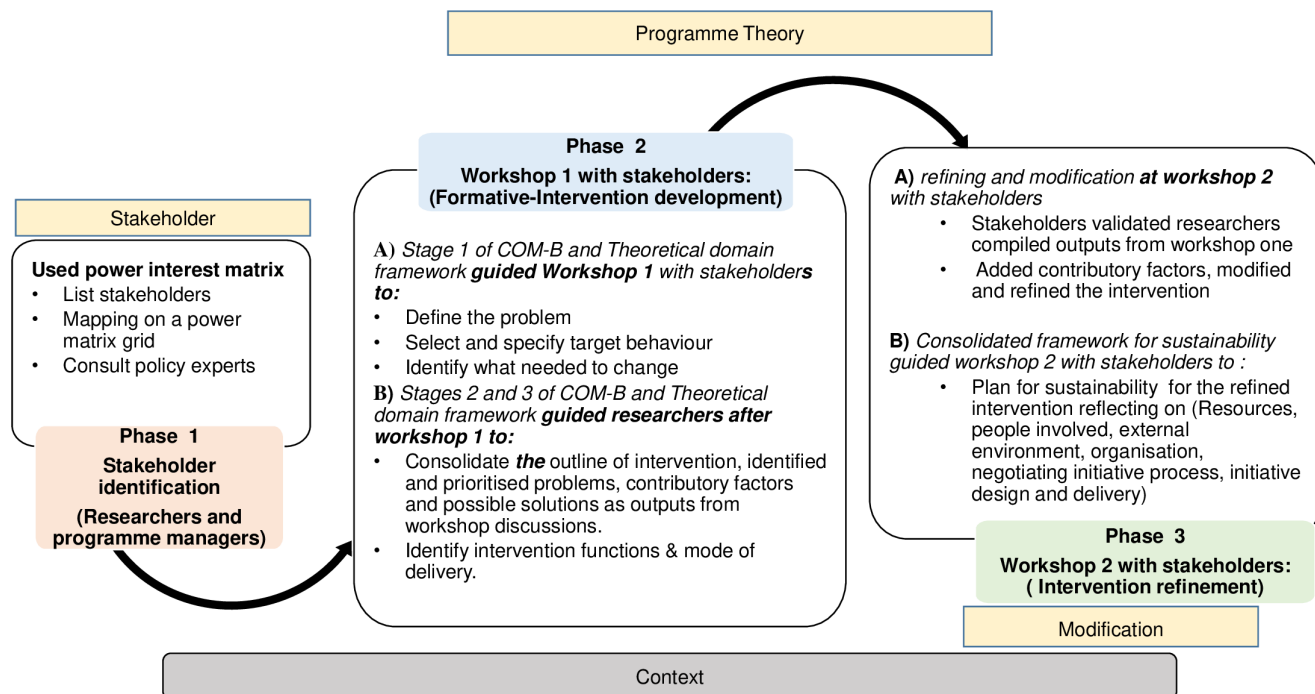 Programme Theory
Stakeholder
Used power interest matrix
• List stakeholders
• Mapping on a power
matrix grid
• Consult policy experts
Phase 1
Stakeholder
identification
(Researchers and
programme managers)
Phase 2
Workshop 1 with stakeholders:
(Formative-Intervention development)
A) Stage 1 of COM-B and Theoretical domain
framework guided Workshop 1 with stakeholders
to:
• Define the problem
• Select and specify target behaviour
• Identify what needed to change
B) Stages 2 and 3 of COM-B and Theoretical
domain framework guided researchers after
workshop 1 to:
• Consolidate the outline of intervention, identified
and prioritised problems, contributory factors
and possible solutions as outputs from
workshop discussions.
• Identify intervention functions & mode of
delivery.
A) refining and modification at workshop 2
with stakeholders
• Stakeholders validated researchers
compiled outputs from workshop one
• Added contributory factors, modified
and refined the intervention
B) Consolidated framework for sustainability
guided workshop 2 with stakeholders to :
• Plan for sustainability for the refined
intervention reflecting on (Resources,
people involved, external
environment, organisation,
negotiating initiative process, initiative
design and delivery)
Phase 3
Workshop 2 with stakeholders:
( Intervention refinement)
Modification
Context